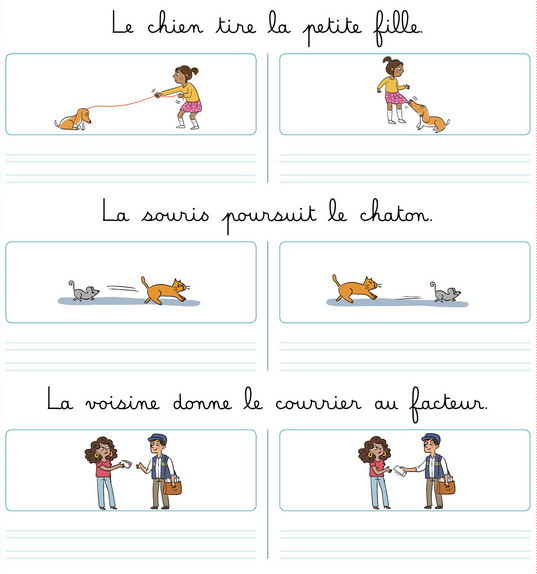 Le chien tire la petite fille.
La souris poursuit le chaton.
La voisine donne le courrier au facteur.